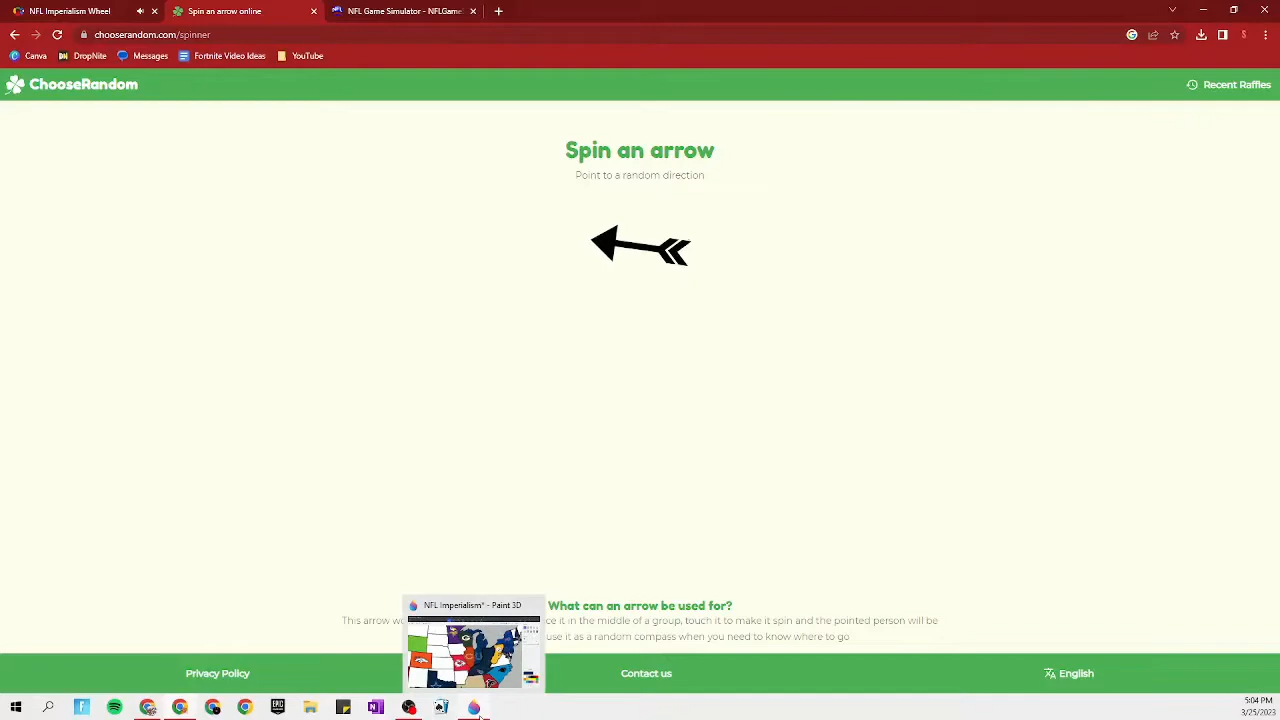 NFL Imperialism Wheel
Spin an arrow online
NFL Game Simulator - NFLGame
chooserandom.com/spinner
S
Canva
DropNite
Messages
Fortnite Video Ideas
YouTube
ChooseRandom
Recent Raffles
Spin an arrow
Point to a random direction
NFL Imperialism* - Paint 3D
What can an arrow be used for?
This arrow wo ce it in the middle of a group, touch it to make it spin and the pointed person will be
use it as a random compass when you need to know where to go
Privacy Policy
Contact us
English
EPIC
5:04 PM
3/25/2023